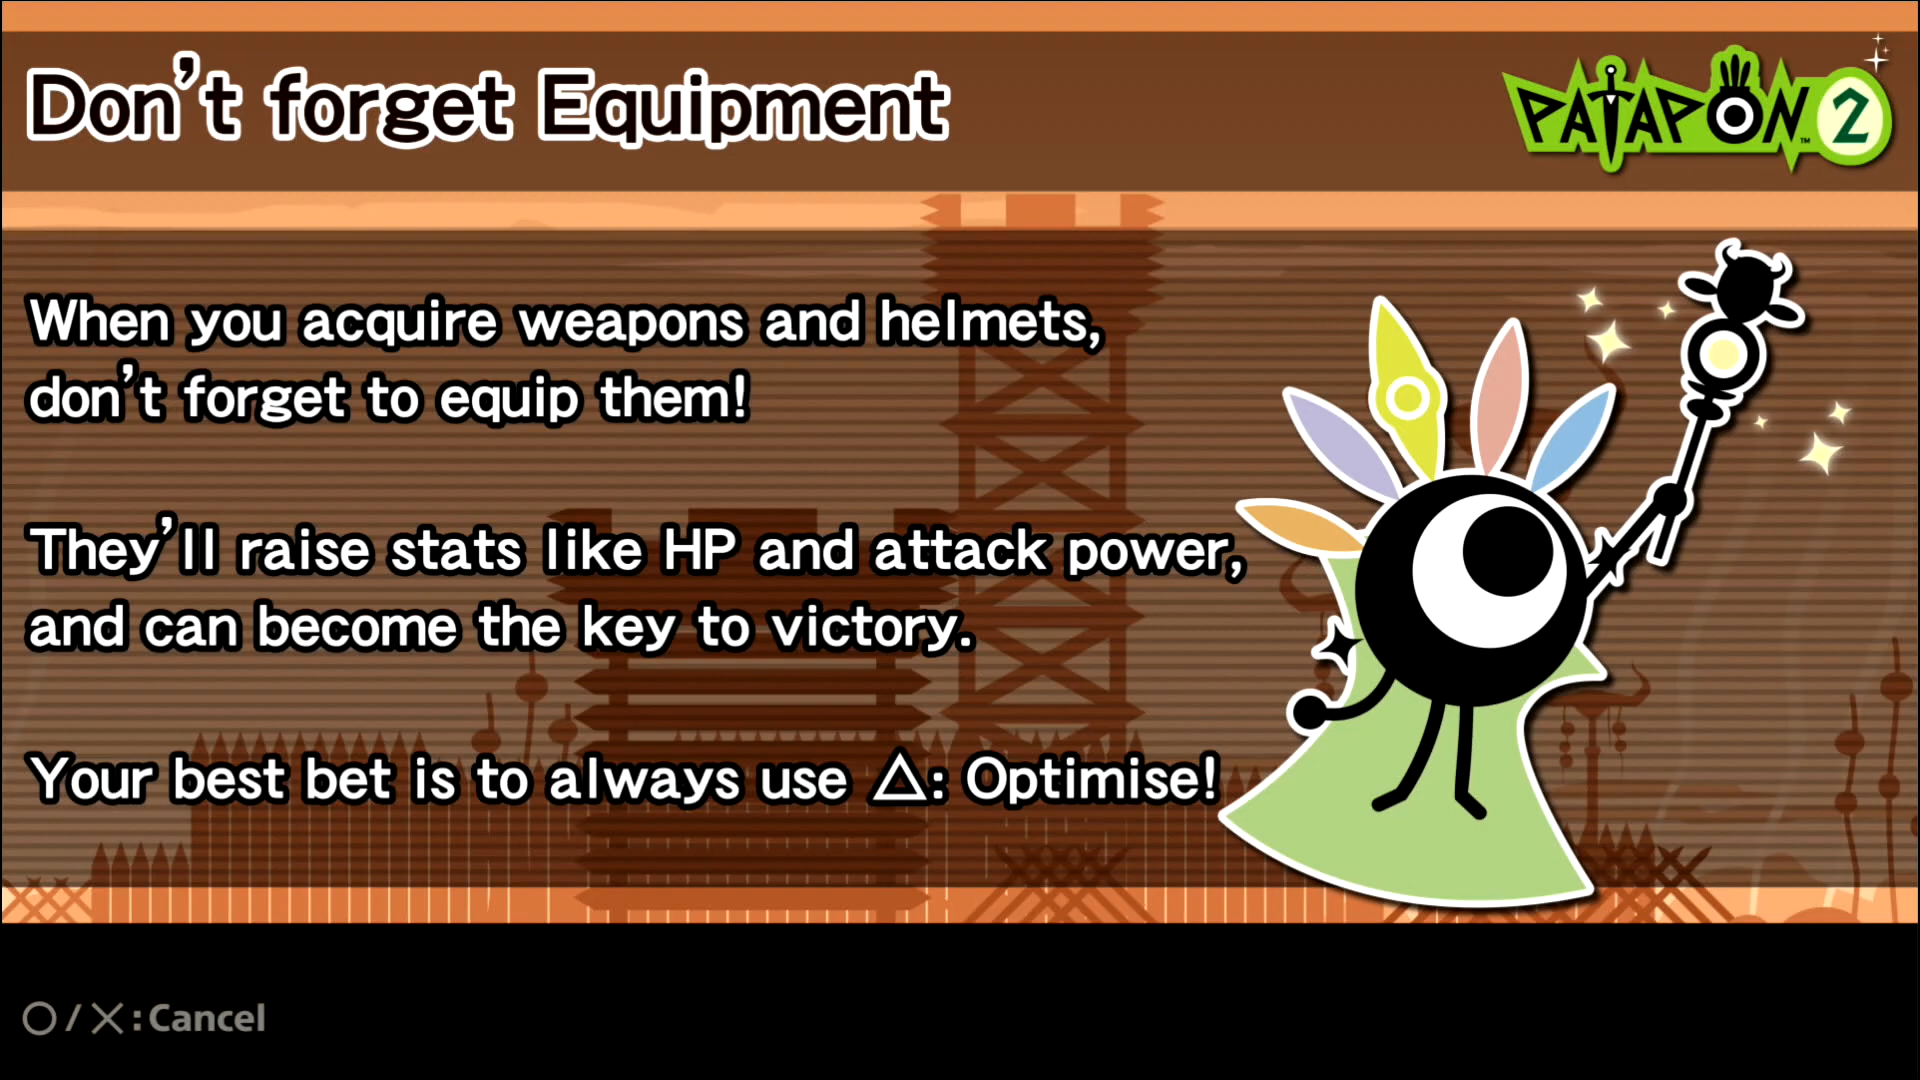 Don't forget Equipment
PATAPON™ 2
When you acquire weapons and helmets,
don't forget to equip them!
They'll raise stats like HP and attack power,
and can become the key to victory.
Your best bet is to always use △: Optimise!
○/×:Cancel